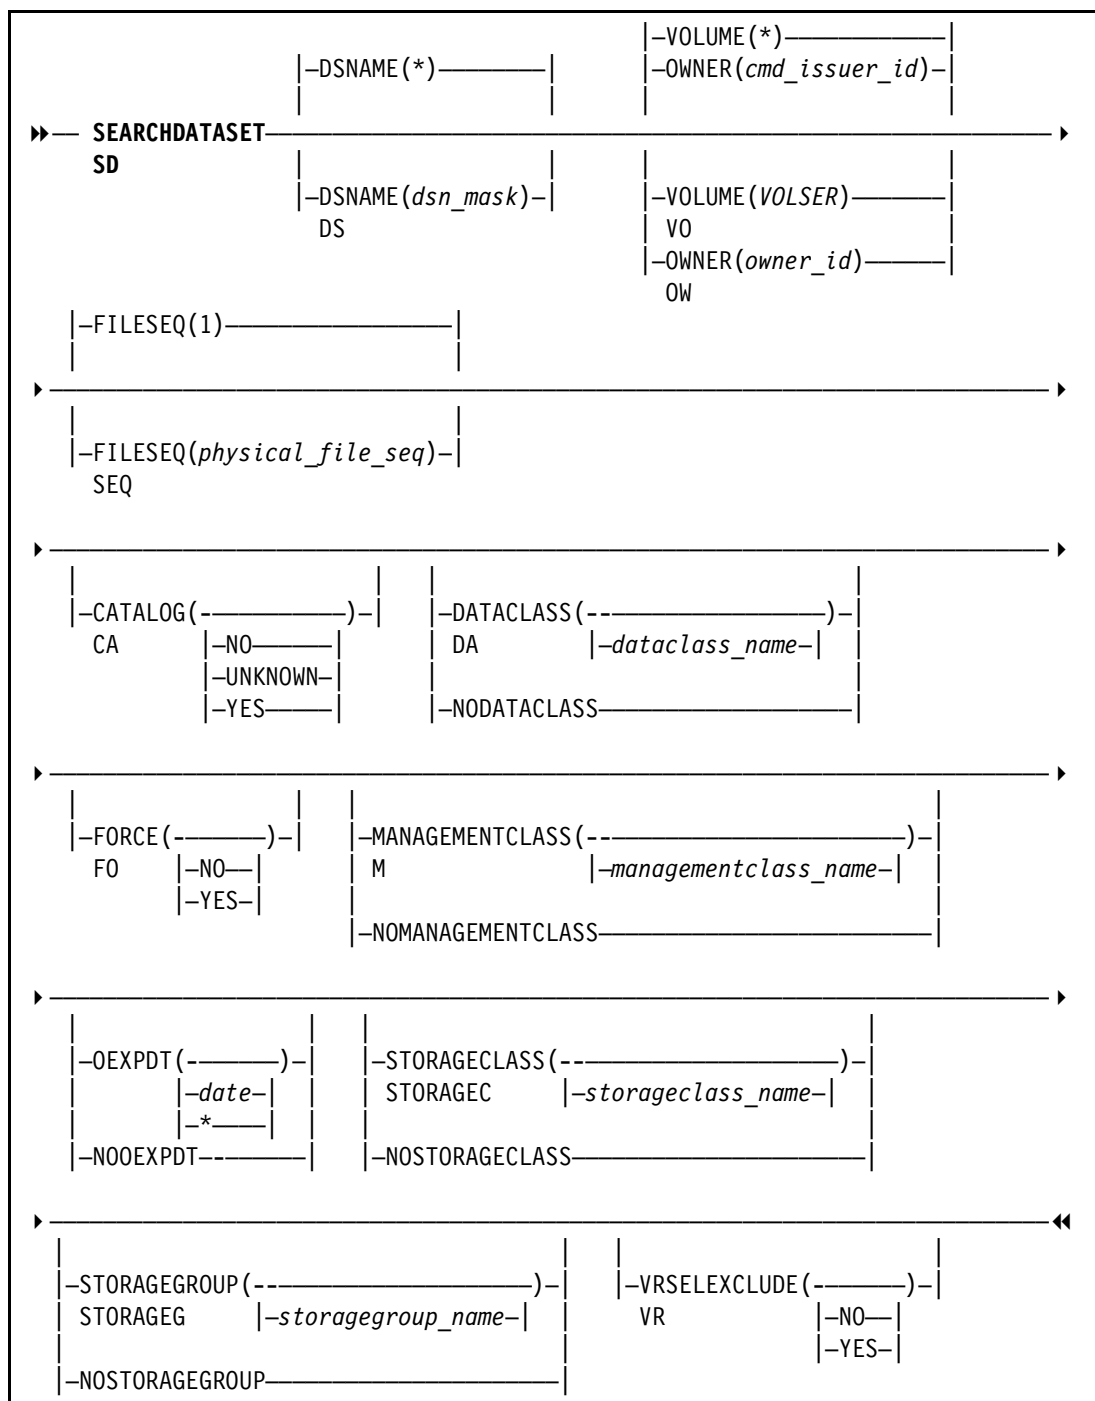 VOLUME(*)
DSNAME(*) OWNER(cmd_issuer_id)
SEARCHDATASET
SD
DSNAME(dsn_mask) VOLUME(VOLSER)
DS VO
OWNER(owner_id)
OW
FILESEQ(1)
FILESEQ(physical_file_seq)
SEQ
CATALOG( ) DATACLASS(-- )
CA NO DA dataclass_name
UNKNOWN
YES NODATACLASS
FORCE( ) MANAGEMENTCLASS(-- )
FO NO M managementclass_name
YES
NOMANAGEMENTCLASS
OEXPDT( ) STORAGECLASS(-- )
date STORAGEC storageclass_name
*
NOOEXPDT NOSTORAGECLASS
STORAGEGROUP(-- ) VRSELEXCLUDE( )
STORAGEG storagegroup_name VR NO
YES
NOSTORAGEGROUP